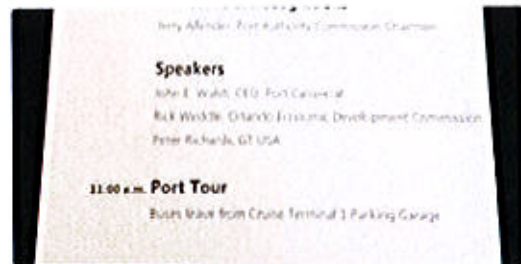 Jerry Allender, Port Authority Commission Chairman
Speakers
John E. Walsh, CEO, Port Canaveral
Rick Weddle, Orlando Economic Development Commission
Peter Richards, GT USA
11:00 a.m. Port Tour
Buses leave from Cruise Terminal 3 Parking Garage